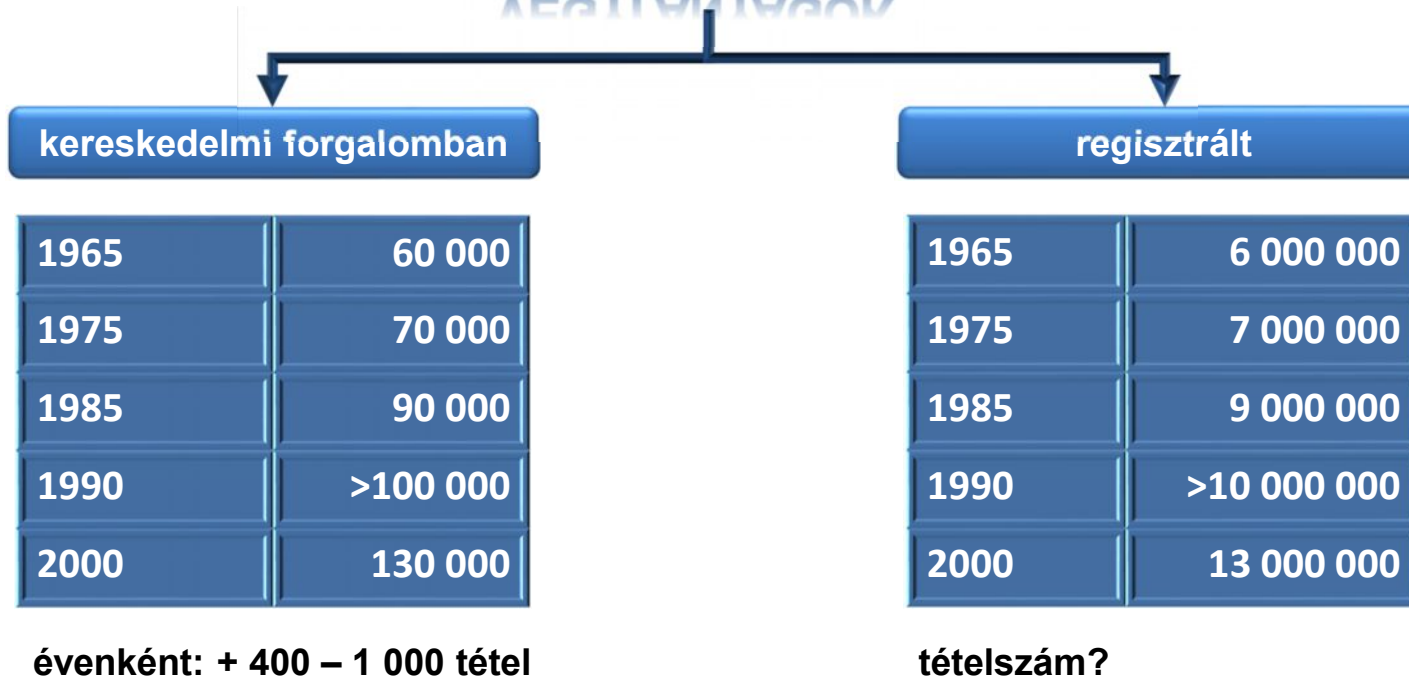 kereskedelmi forgalomban
regisztrált
1965 60 000
1975 70 000
1985 90 000
1990 >100 000
2000 130 000
1965 6 000 000
1975 7 000 000
1985 9 000 000
1990 >10 000 000
2000 13 000 000
évenként: + 400 – 1 000 tétel
tételszám?